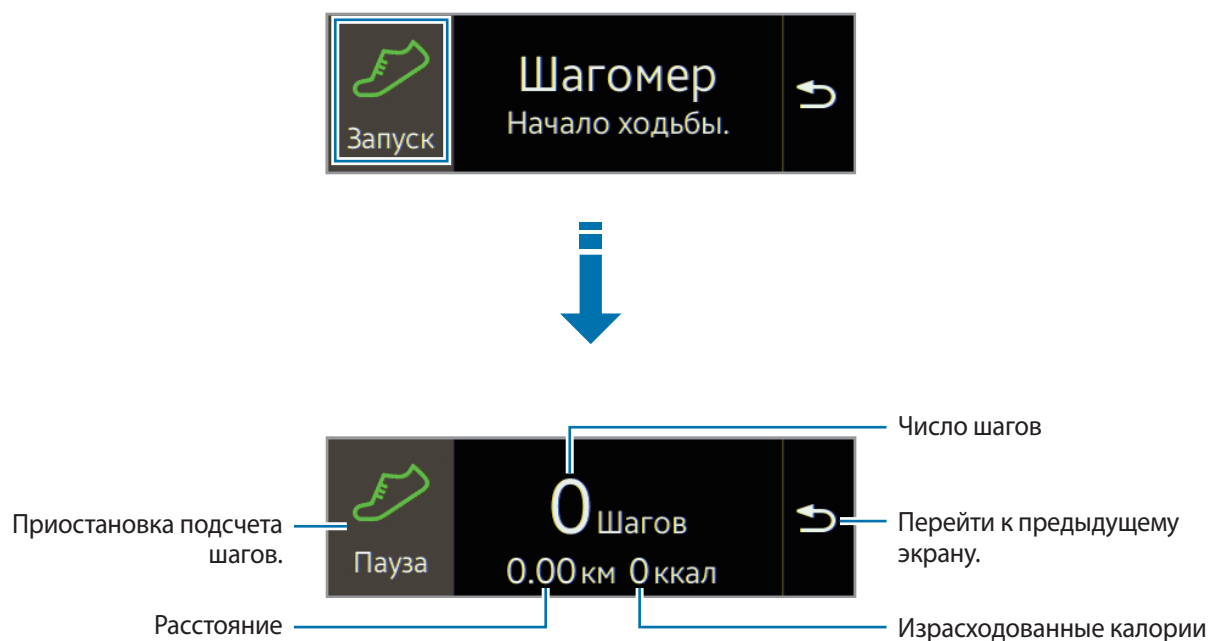 Запуск
Шагомер
Начало ходьбы.
Число шагов
Приостановка подсчета
шагов.
Пауза
0 Шагов
0.00 км 0 ккал
Перейти к предыдущему
экрану.
Расстояние
Израсходованные калории